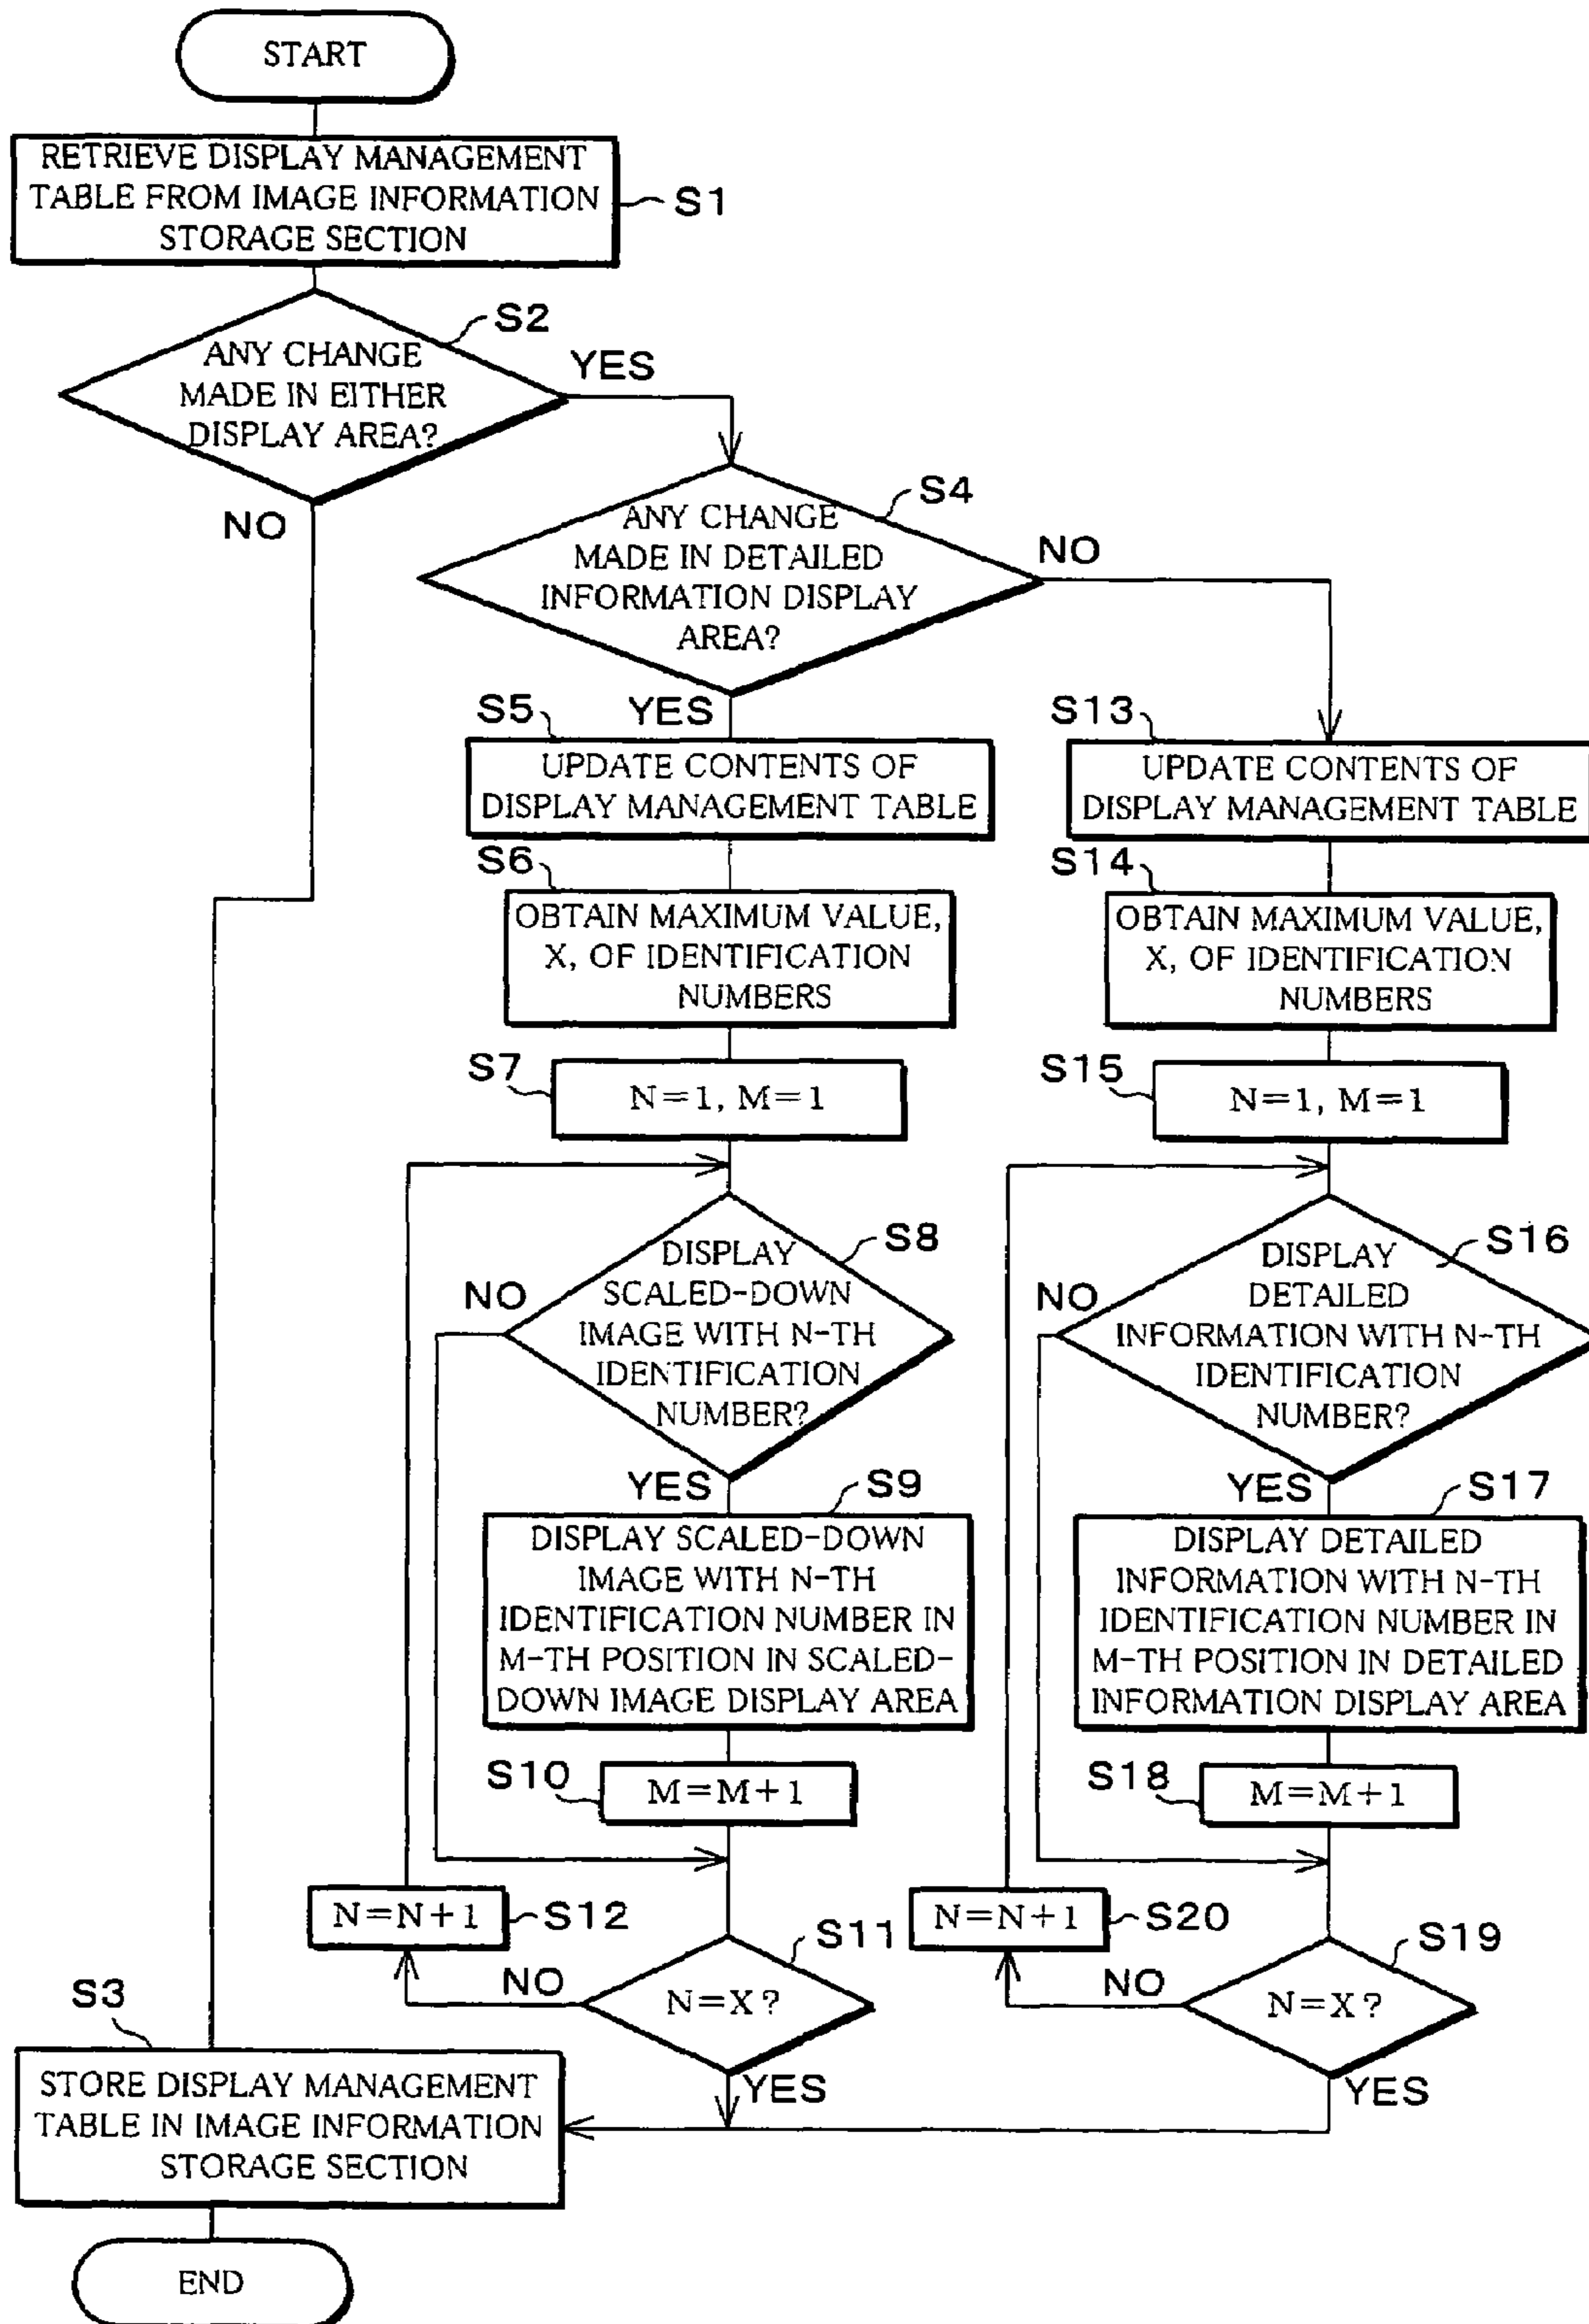 START
RETRIEVE DISPLAY MANAGEMENT
TABLE FROM IMAGE INFORMATION
STORAGE SECTION
S1
S2
ANY CHANGE
MADE IN EITHER
DISPLAY AREA?
YES
NO
S4
ANY CHANGE
MADE IN DETAILED
INFORMATION DISPLAY
AREA?
NO
YES
S5
UPDATE CONTENTS OF
DISPLAY MANAGEMENT TABLE
S6
OBTAIN MAXIMUM VALUE,
X, OF IDENTIFICATION
NUMBERS
S7
N=1, M=1
S8
DISPLAY
SCALED-DOWN
IMAGE WITH N-TH
IDENTIFICATION
NUMBER?
NO
YES
S9
DISPLAY SCALED-DOWN
IMAGE WITH N-TH
IDENTIFICATION NUMBER IN
M-TH POSITION IN SCALED-
DOWN IMAGE DISPLAY AREA
S10
M=M+1
N=N+1
S12
S11
N=X?
NO
YES
S13
UPDATE CONTENTS OF
DISPLAY MANAGEMENT TABLE
S14
OBTAIN MAXIMUM VALUE,
X, OF IDENTIFICATION
NUMBERS
S15
N=1, M=1
S16
DISPLAY
DETAILED
INFORMATION WITH N-TH
IDENTIFICATION
NUMBER?
NO
YES
S17
DISPLAY DETAILED
INFORMATION WITH N-TH
IDENTIFICATION NUMBER IN
M-TH POSITION IN DETAILED
INFORMATION DISPLAY AREA
S18
M=M+1
N=N+1
S20
S19
N=X?
NO
YES
S3
STORE DISPLAY MANAGEMENT
TABLE IN IMAGE INFORMATION
STORAGE SECTION
END